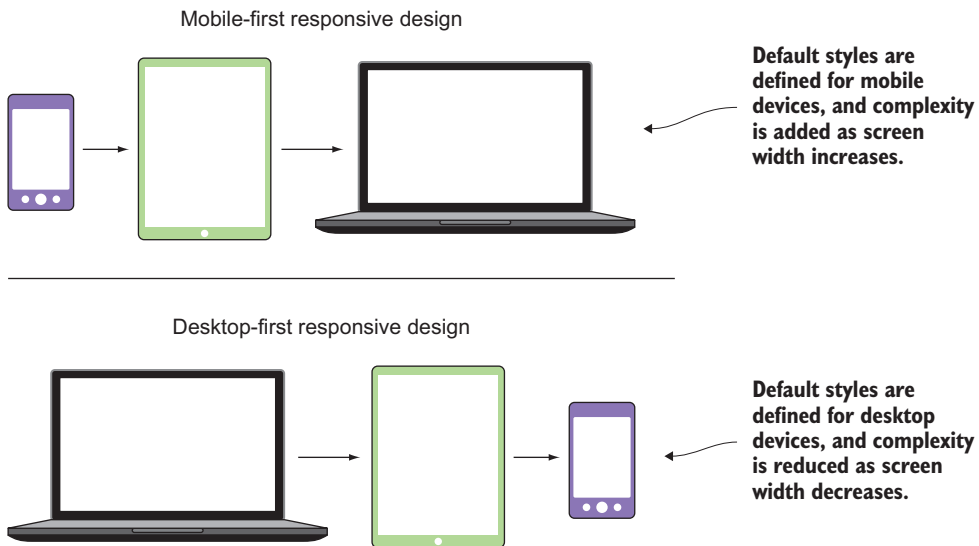 Mobile-first responsive design
Default styles are
defined for mobile
devices, and complexity
is added as screen
width increases.
Desktop-first responsive design
Default styles are
defined for desktop
devices, and complexity
is reduced as screen
width decreases.